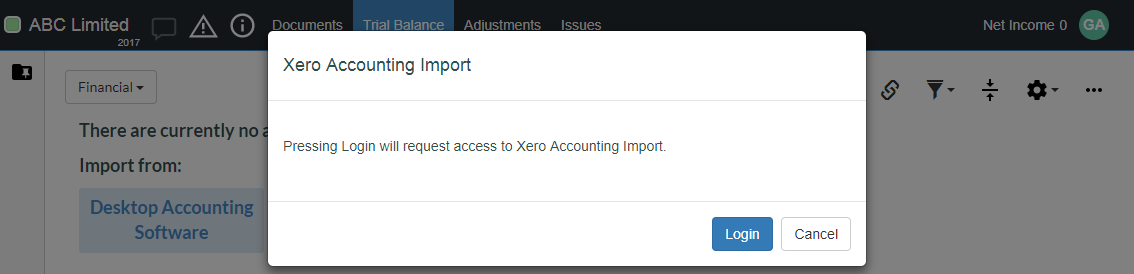 ABC Limited
2017
Documents
Trial Balance
Adjustments
Issues
Net Income 0
GA
Xero Accounting Import
Financial
There are currently no a
Pressing Login will request access to Xero Accounting Import.
Import from:
Desktop Accounting
Software
Login
Cancel